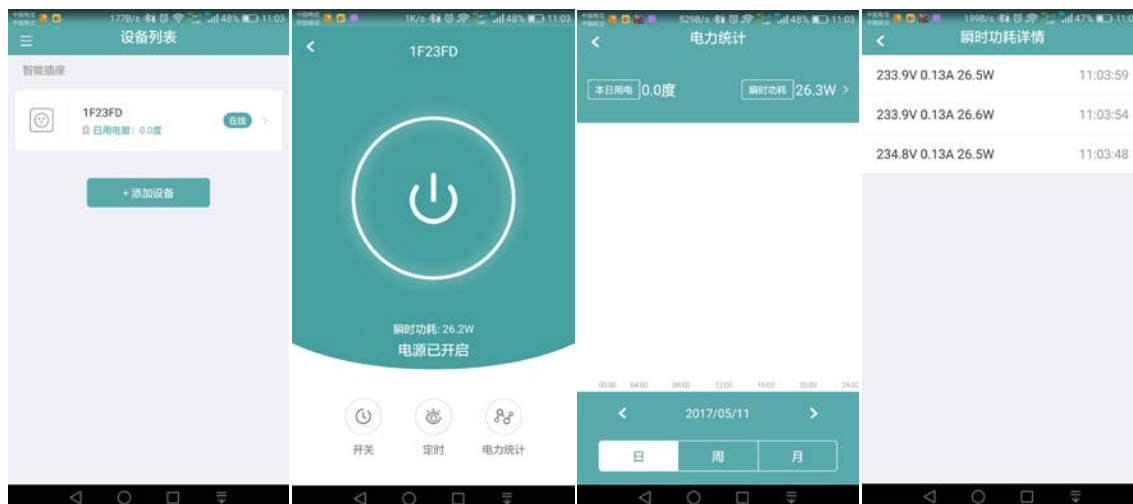 177B/s
48%
11:03
设备列表
智能插座
1F23FD
日用电量：0.0度
在线
+ 添加设备
1K/s
48%
11:03
1F23FD
瞬时功耗: 26.2W
电源已开启
开关
定时
电力统计
529B/s
48%
11:03
电力统计
本日用电 0.0度
瞬时功耗 26.3W
00:00 04:00 08:00 12:00 16:00 20:00 24:00
2017/05/11
日
周
月
199B/s
47%
瞬时功耗详情
233.9V 0.13A 26.5W
11:03:59
233.9V 0.13A 26.6W
11:03:54
234.8V 0.13A 26.5W
11:03:48